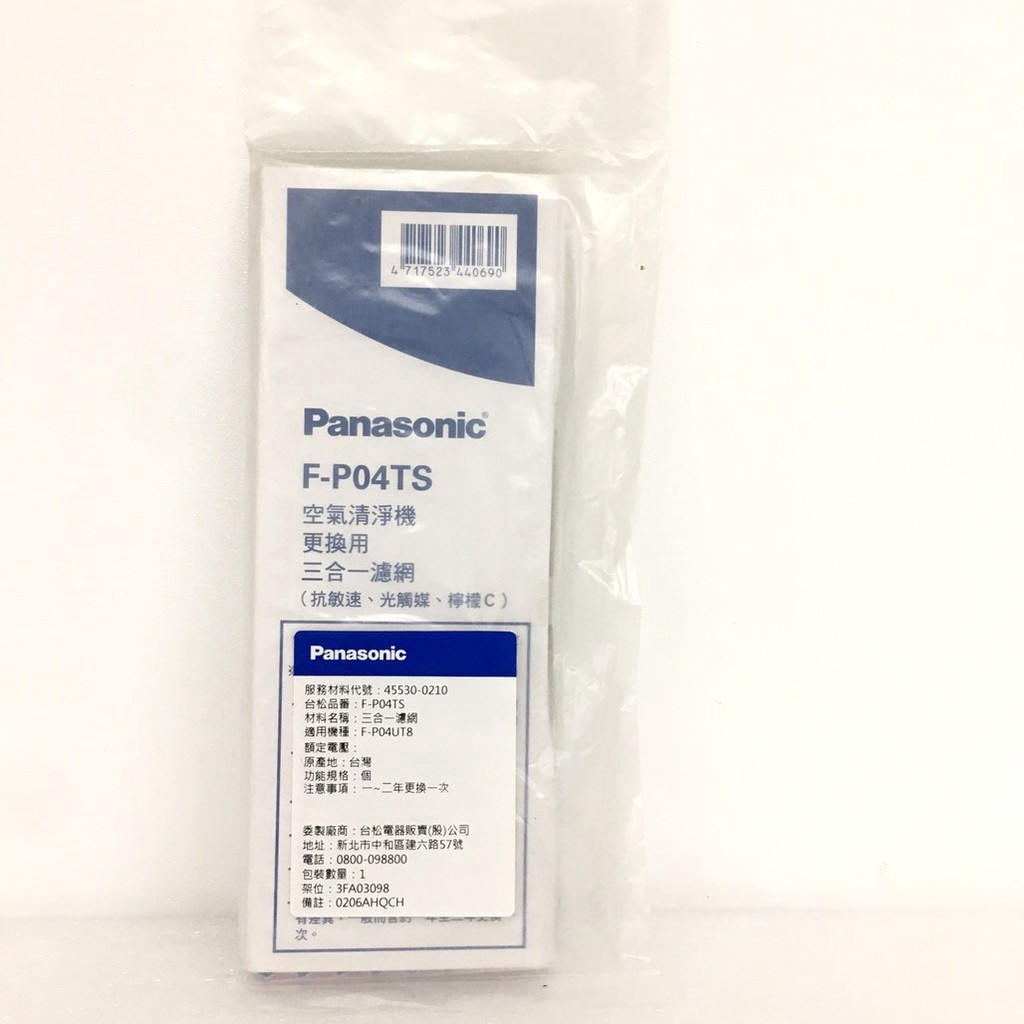 4 717523 440690
Panasonic®
F-P04TS
空氣清淨機
更換用
三合一濾網
(抗敏速、光觸媒、檸檬C)
Panasonic
服務材料代號：45530-0210
台松品番：F-P04TS
材料名稱：三合一濾網
適用機種：F-P04UT8
額定電壓：
原產地：台灣
功能規格：個
注意事項：一~二年更換一次
委製廠商：台松電器販賣(股)公司
地址：新北市中和區建六路57號
電話：0800-098800
包裝數量：1
架位：3FA03098
備註：0206AHQCH
次。